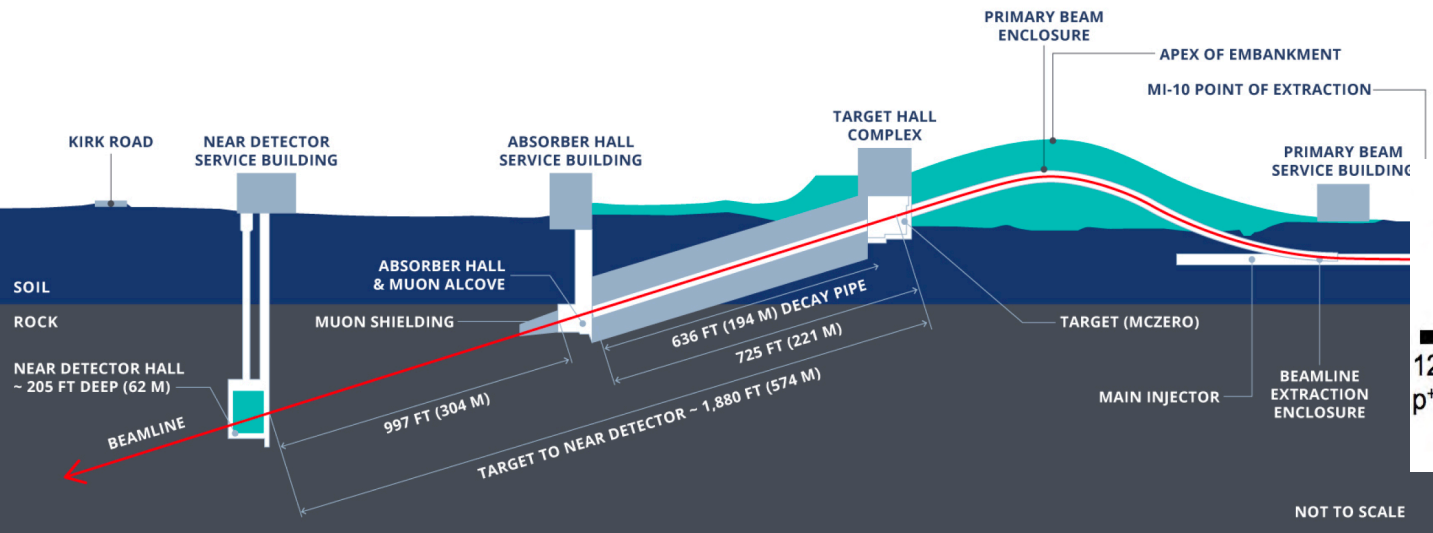 PRIMARY BEAM
ENCLOSURE
APEX OF EMBANKMENT
MI-10 POINT OF EXTRACTION
KIRK ROAD
NEAR DETECTOR
SERVICE BUILDING
ABSORBER HALL
SERVICE BUILDING
TARGET HALL
COMPLEX
PRIMARY BEAM
SERVICE BUILDING
ABSORBER HALL
& MUON ALCOVE
SOIL
ROCK
MUON SHIELDING
636 FT (194 M) DECAY PIPE
725 FT (221 M)
TARGET (MCZERO)
NEAR DETECTOR HALL
~ 205 FT DEEP (62 M)
997 FT (304 M)
TARGET TO NEAR DETECTOR ~ 1,880 FT (574 M)
BEAMLINE
MAIN INJECTOR
BEAMLINE
EXTRACTION
ENCLOSURE
12
p+
NOT TO SCALE